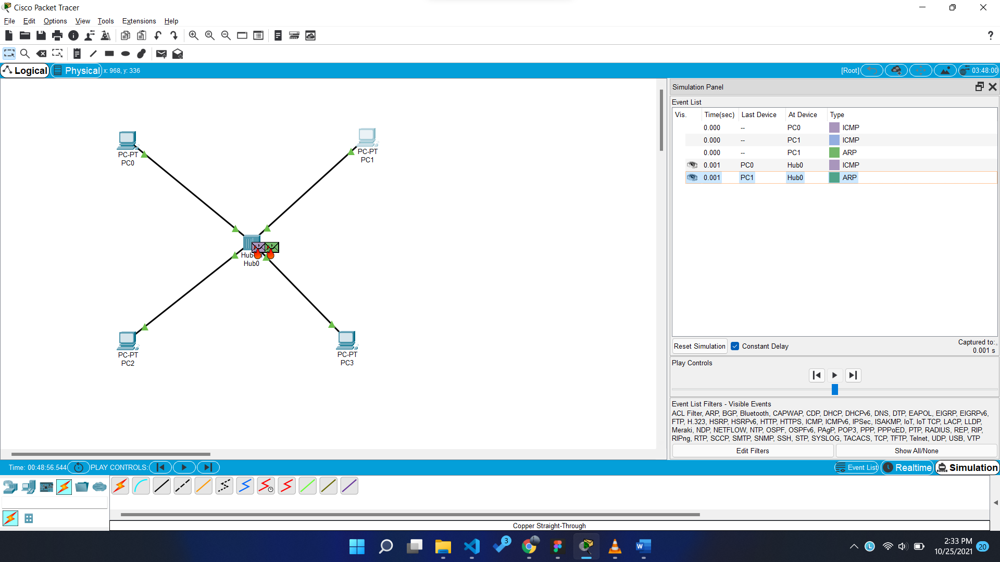 Cisco Packet Tracer
File Edit Options View Tools Extensions Help
?
Logical Physical x: 968, y: 336 [Root] 03:48:00
PC-PT
PC0
PC-PT
PC1
Hub0
PC-PT
PC2
PC-PT
PC3
Simulation Panel
Event List
Vis. Time(sec) Last Device At Device Type
0.000 -- PC0 ICMP
0.000 -- PC1 ICMP
0.000 -- PC1 ARP
0.001 PC0 Hub0 ICMP
0.001 PC1 Hub0 ARP
Reset Simulation Constant Delay Captured to:
0.001 s
Play Controls
Event List Filters - Visible Events
ACL Filter, ARP, BGP, Bluetooth, CAPWAP, CDP, DHCP, DHCPv6, DNS, DTP, EAPOL, EIGRP, EIGRPv6,
FTP, H.323, HSRP, HSRPv6, HTTP, HTTPS, ICMP, ICMPv6, IPSec, ISAKMP, IoT, IoT TCP, LACP, LLDP,
Meraki, NDP, NETFLOW, NTP, OSPF, OSPFv6, PAgP, POP3, PPP, PPPoED, PTP, RADIUS, REP, RIP,
RIPng, RTP, SCCP, SMTP, SNMP, SSH, STP, SYSLOG, TACACS, TCP, TFTP, Telnet, UDP, USB, VTP
Edit Filters Show All/None
Time: 00:48:56.544 PLAY CONTROLS: Event List Realtime Simulation
Copper Straight-Through
3
L
2:33 PM
10/25/2021
20